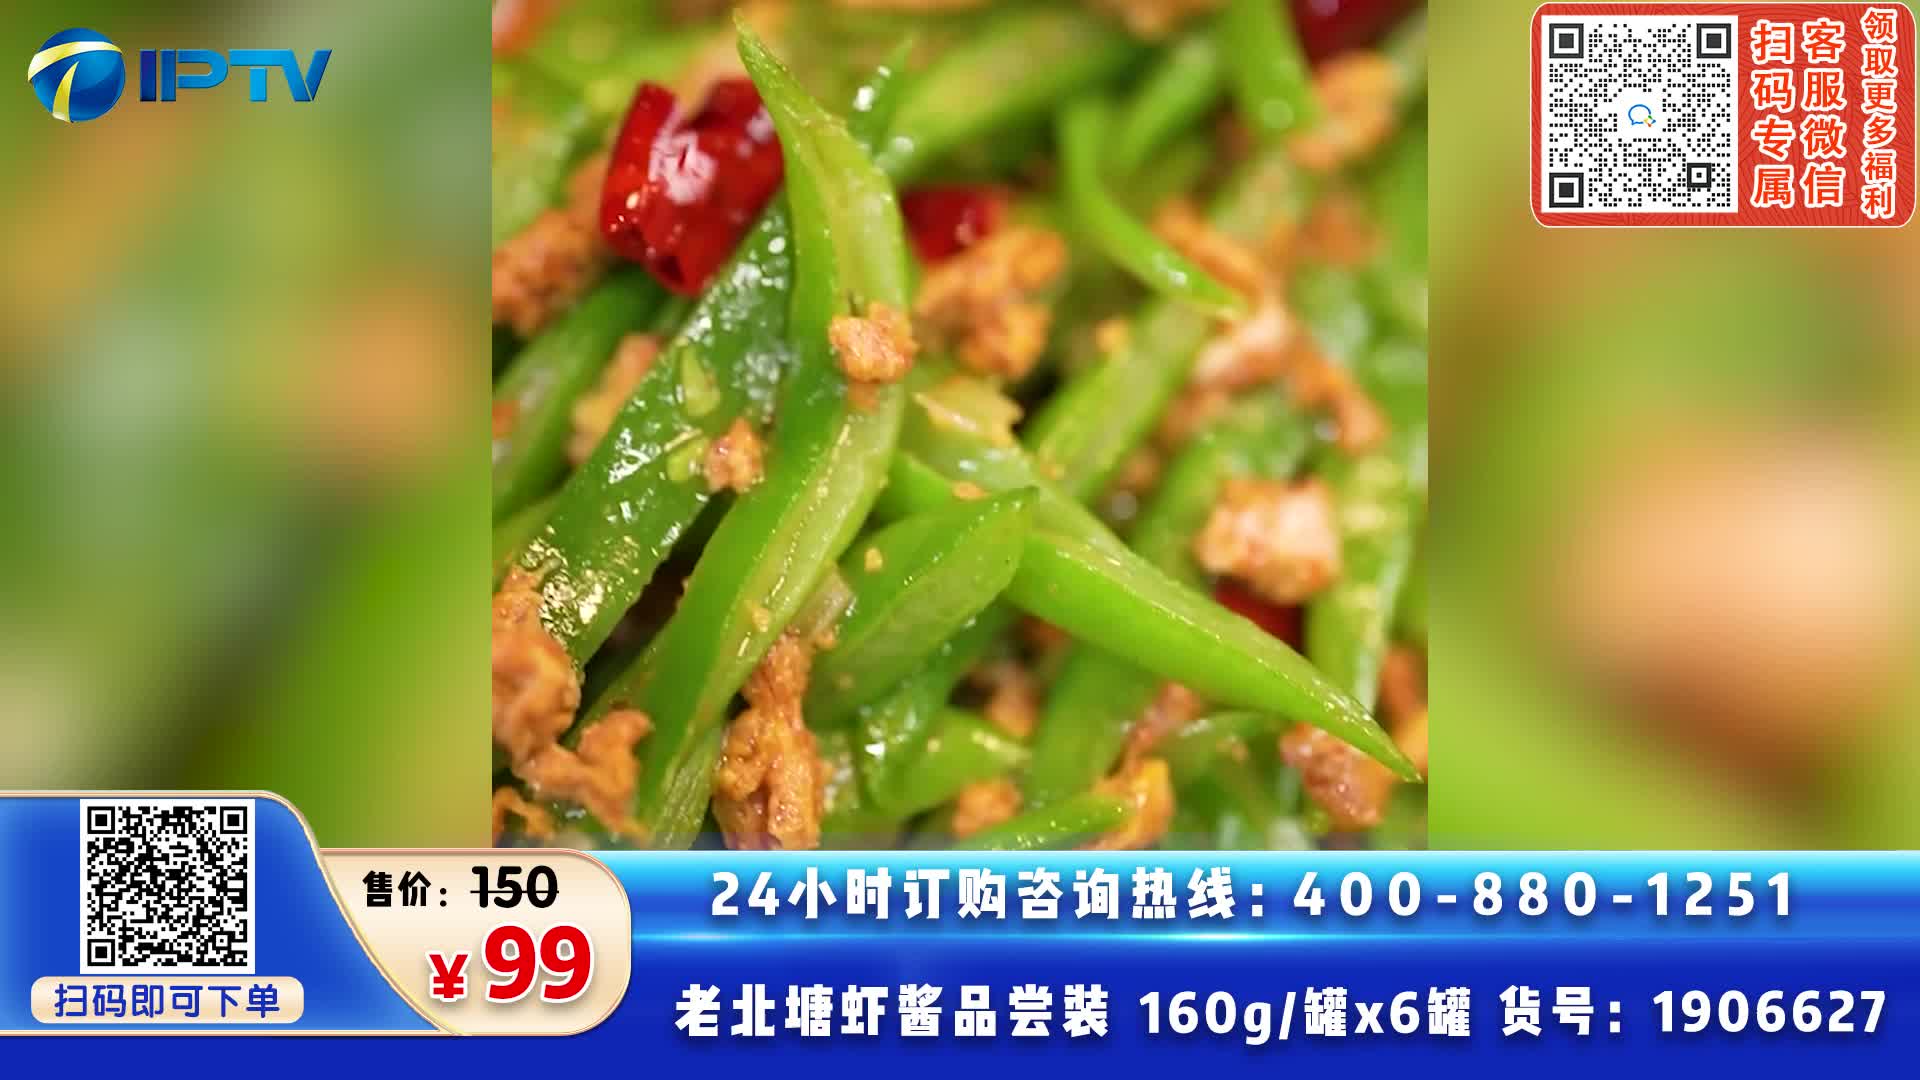 IPTV
领取更多福利
客服微信
扫码专属
扫码即可下单
售价：150
¥99
24小时订购咨询热线：400-880-1251
老北塘虾酱品尝装 160g/罐x6罐 货号：1906627